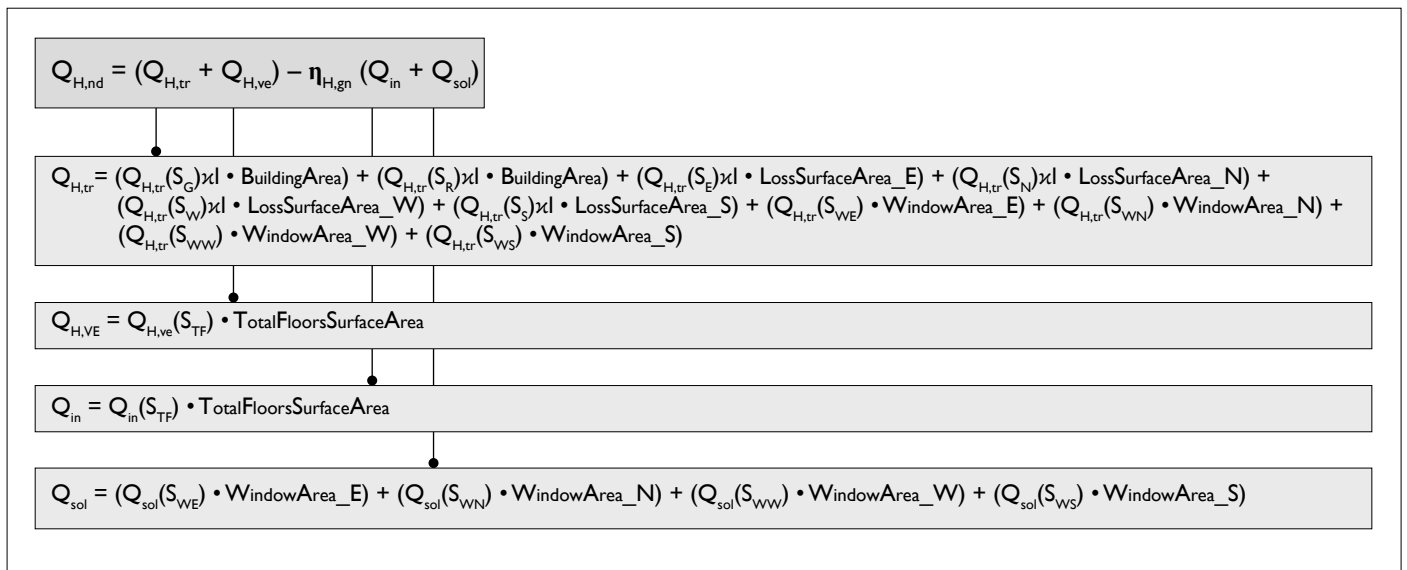 Q_H,nd = (Q_H,tr + Q_H,ve) – η_H,gn (Q_in + Q_sol)
Q_H,tr = (Q_H,tr(S_G)ϰl • BuildingArea) + (Q_H,tr(S_R)ϰl • BuildingArea) + (Q_H,tr(S_E)ϰl • LossSurfaceArea_E) + (Q_H,tr(S_N)ϰl • LossSurfaceArea_N) +
(Q_H,tr(S_W)ϰl • LossSurfaceArea_W) + (Q_H,tr(S_S)ϰl • LossSurfaceArea_S) + (Q_H,tr(S_WE) • WindowArea_E) + (Q_H,tr(S_WN) • WindowArea_N) +
(Q_H,tr(S_WW) • WindowArea_W) + (Q_H,tr(S_WS) • WindowArea_S)
Q_H,VE = Q_H,ve(S_TF) • TotalFloorsSurfaceArea
Q_in = Q_in(S_TF) • TotalFloorsSurfaceArea
Q_sol = (Q_sol(S_WE) • WindowArea_E) + (Q_sol(S_WN) • WindowArea_N) + (Q_sol(S_WW) • WindowArea_W) + (Q_sol(S_WS) • WindowArea_S)